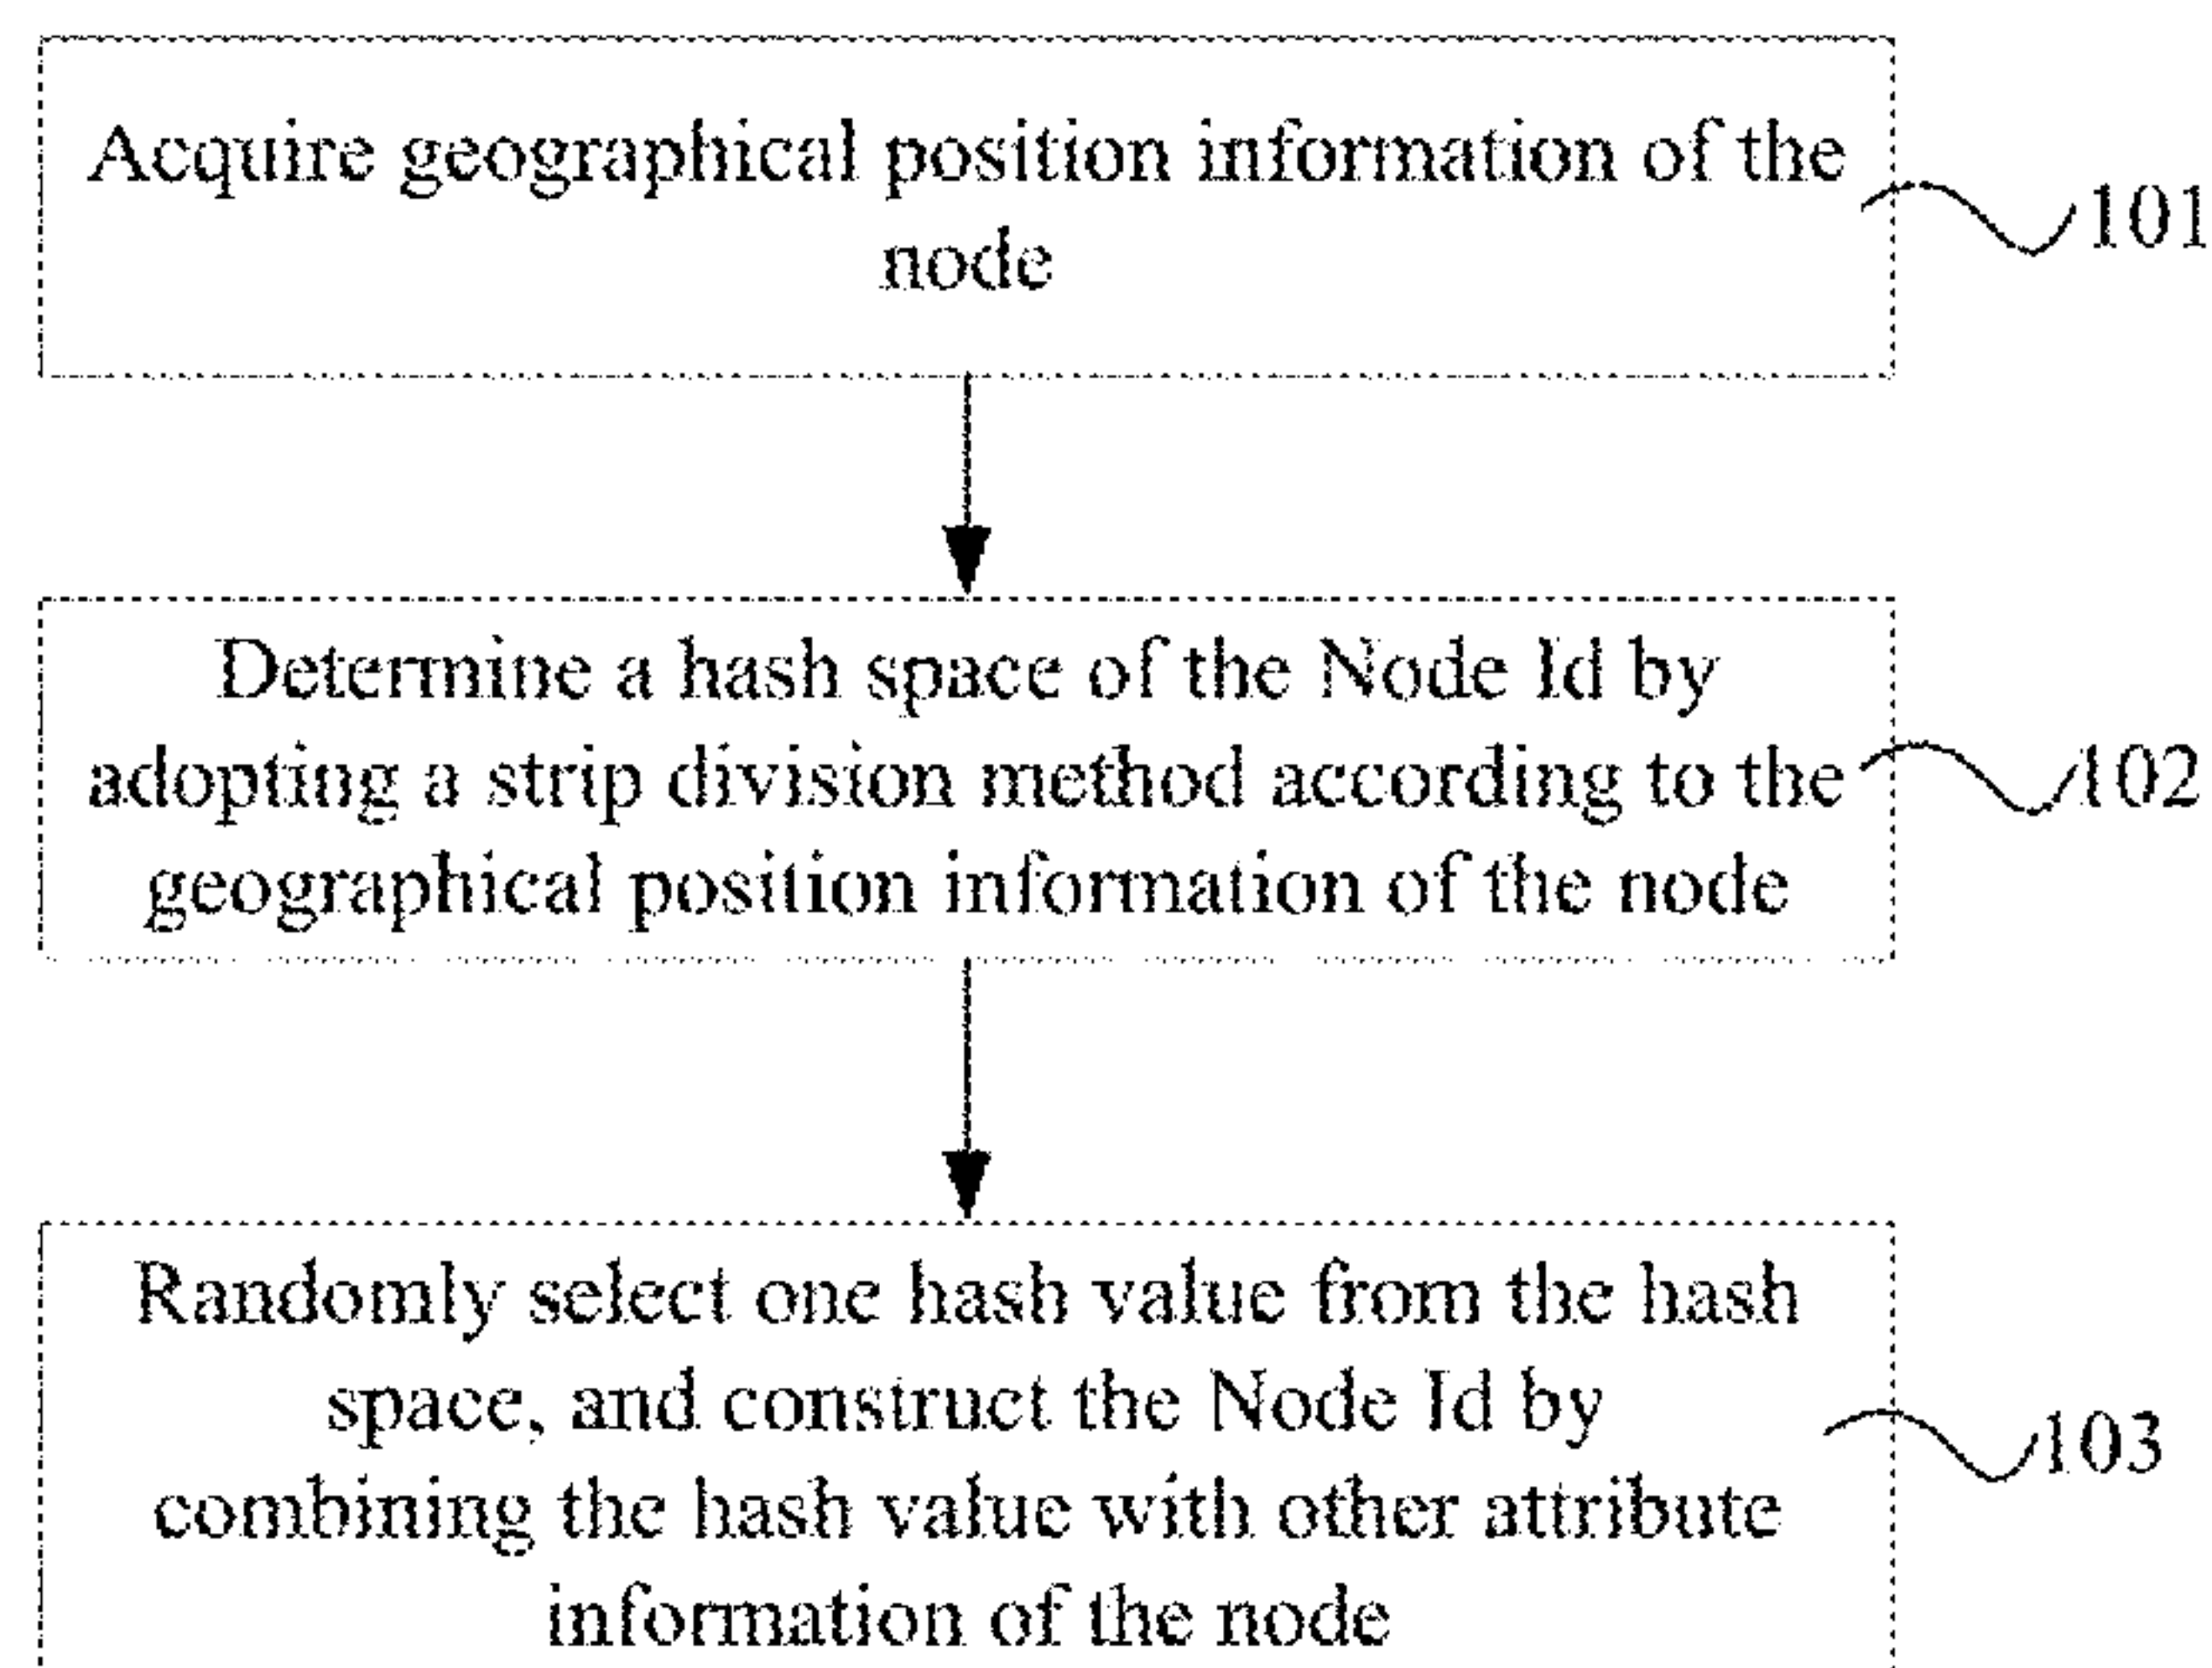 Acquire geographical position information of the
node
101
Determine a hash space of the Node Id by
adopting a strip division method according to the
geographical position information of the node
102
Randomly select one hash value from the hash
space, and construct the Node Id by
combining the hash value with other attribute
information of the node
103